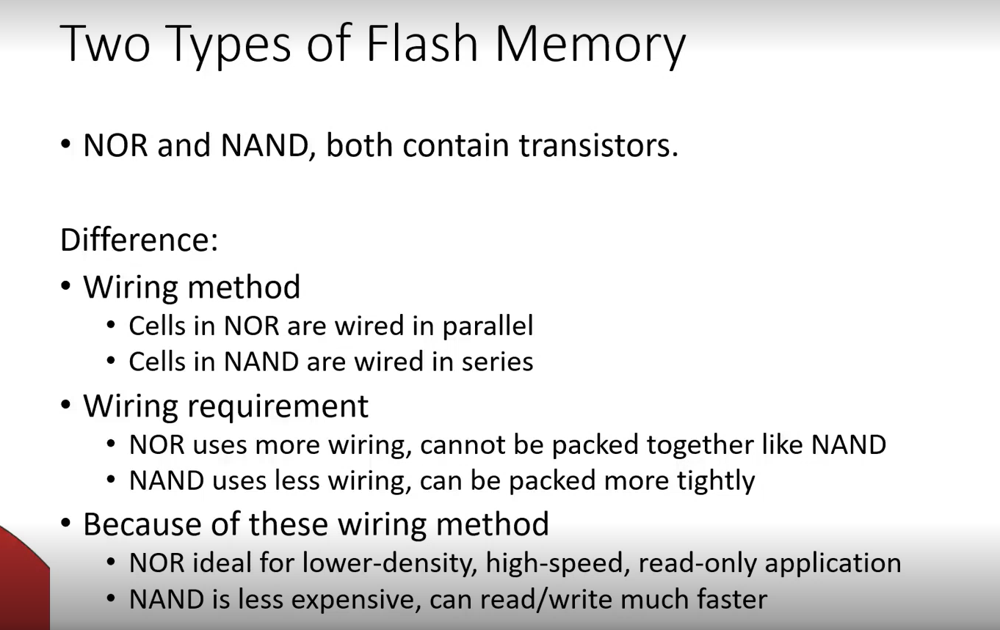 Two Types of Flash Memory
• NOR and NAND, both contain transistors.
Difference:
• Wiring method
• Cells in NOR are wired in parallel
• Cells in NAND are wired in series
• Wiring requirement
• NOR uses more wiring, cannot be packed together like NAND
• NAND uses less wiring, can be packed more tightly
• Because of these wiring method
• NOR ideal for lower-density, high-speed, read-only application
• NAND is less expensive, can read/write much faster